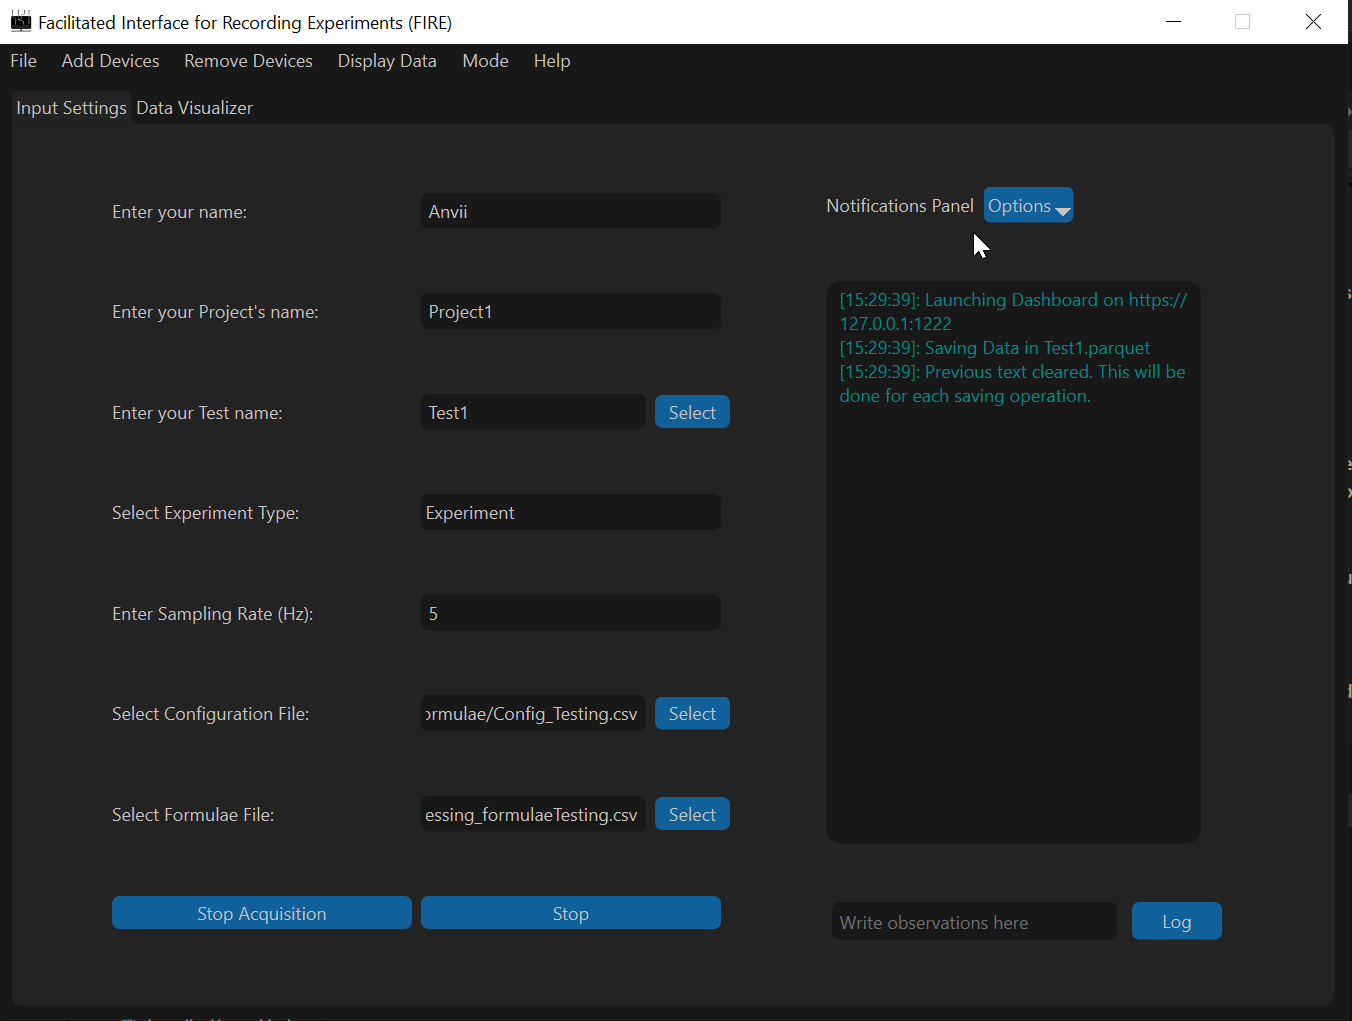 Facilitated Interface for Recording Experiments (FIRE)
File Add Devices Remove Devices Display Data Mode Help
Input Settings Data Visualizer
Enter your name: Anvii
Enter your Project's name: Project1
Enter your Test name: Test1 Select
Select Experiment Type: Experiment
Enter Sampling Rate (Hz): 5
Select Configuration File: ormulae/Config_Testing.csv Select
Select Formulae File: essing_formulaeTesting.csv Select
Stop Acquisition Stop
Notifications Panel Options
[15:29:39]: Launching Dashboard on https://
127.0.0.1:1222
[15:29:39]: Saving Data in Test1.parquet
[15:29:39]: Previous text cleared. This will be
done for each saving operation.
Write observations here Log